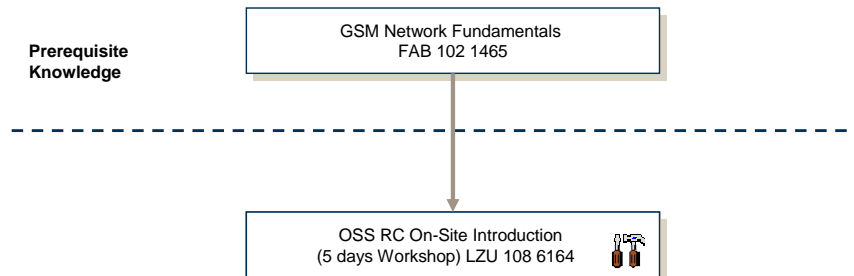 GSM Network Fundamentals
FAB 102 1465
Prerequisite
Knowledge
OSS RC On-Site Introduction
(5 days Workshop) LZU 108 6164